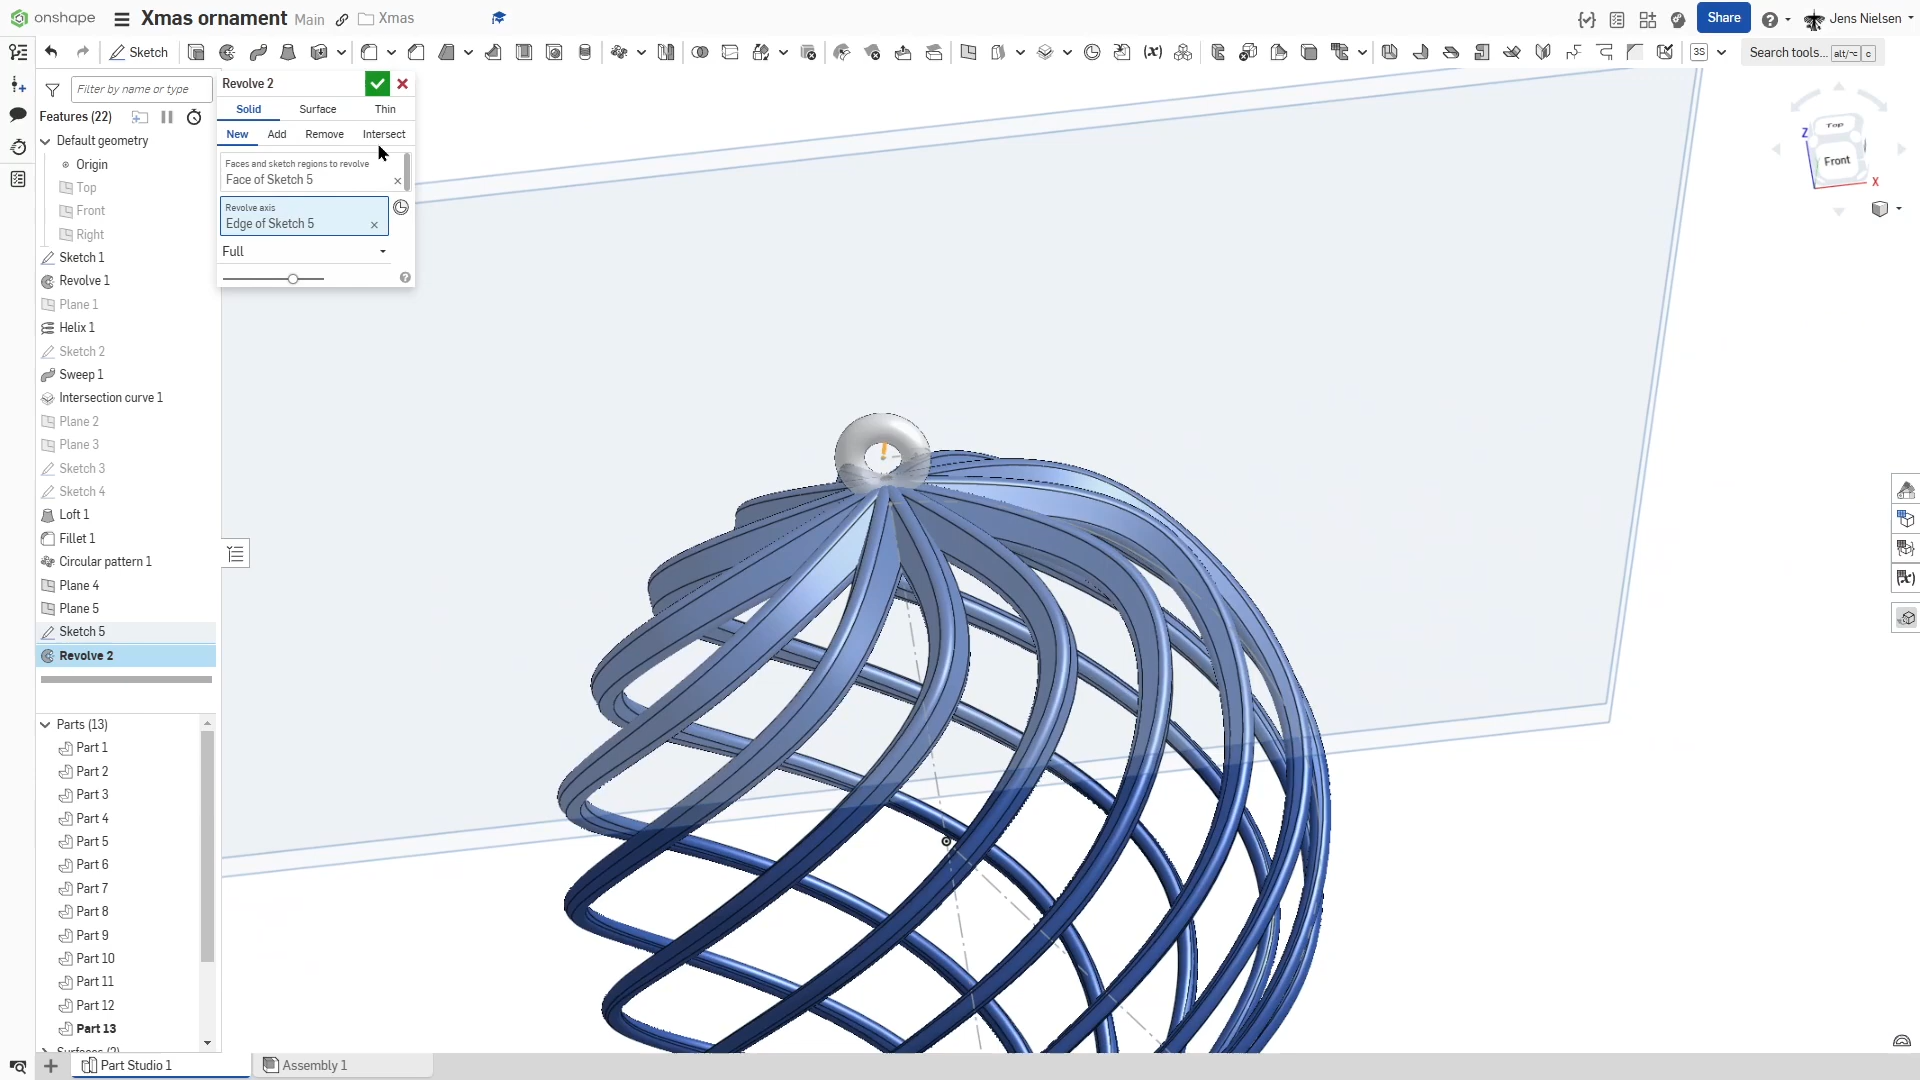 onshape
Xmas ornament
Main
Xmas
Share
Jens Nielsen
Sketch
3S
Search tools... alt/⌥ c
Filter by name or type
Features (22)
Default geometry
Origin
Top
Front
Right
Sketch 1
Revolve 1
Plane 1
Helix 1
Sketch 2
Sweep 1
Intersection curve 1
Plane 2
Plane 3
Sketch 3
Sketch 4
Loft 1
Fillet 1
Circular pattern 1
Plane 4
Plane 5
Sketch 5
Revolve 2
Parts (13)
Part 1
Part 2
Part 3
Part 4
Part 5
Part 6
Part 7
Part 8
Part 9
Part 10
Part 11
Part 12
Part 13
Revolve 2
Solid
Surface
Thin
New
Add
Remove
Intersect
Faces and sketch regions to revolve
Face of Sketch 5
Revolve axis
Edge of Sketch 5
Full
Top
Z
Front
X
Part Studio 1
Assembly 1